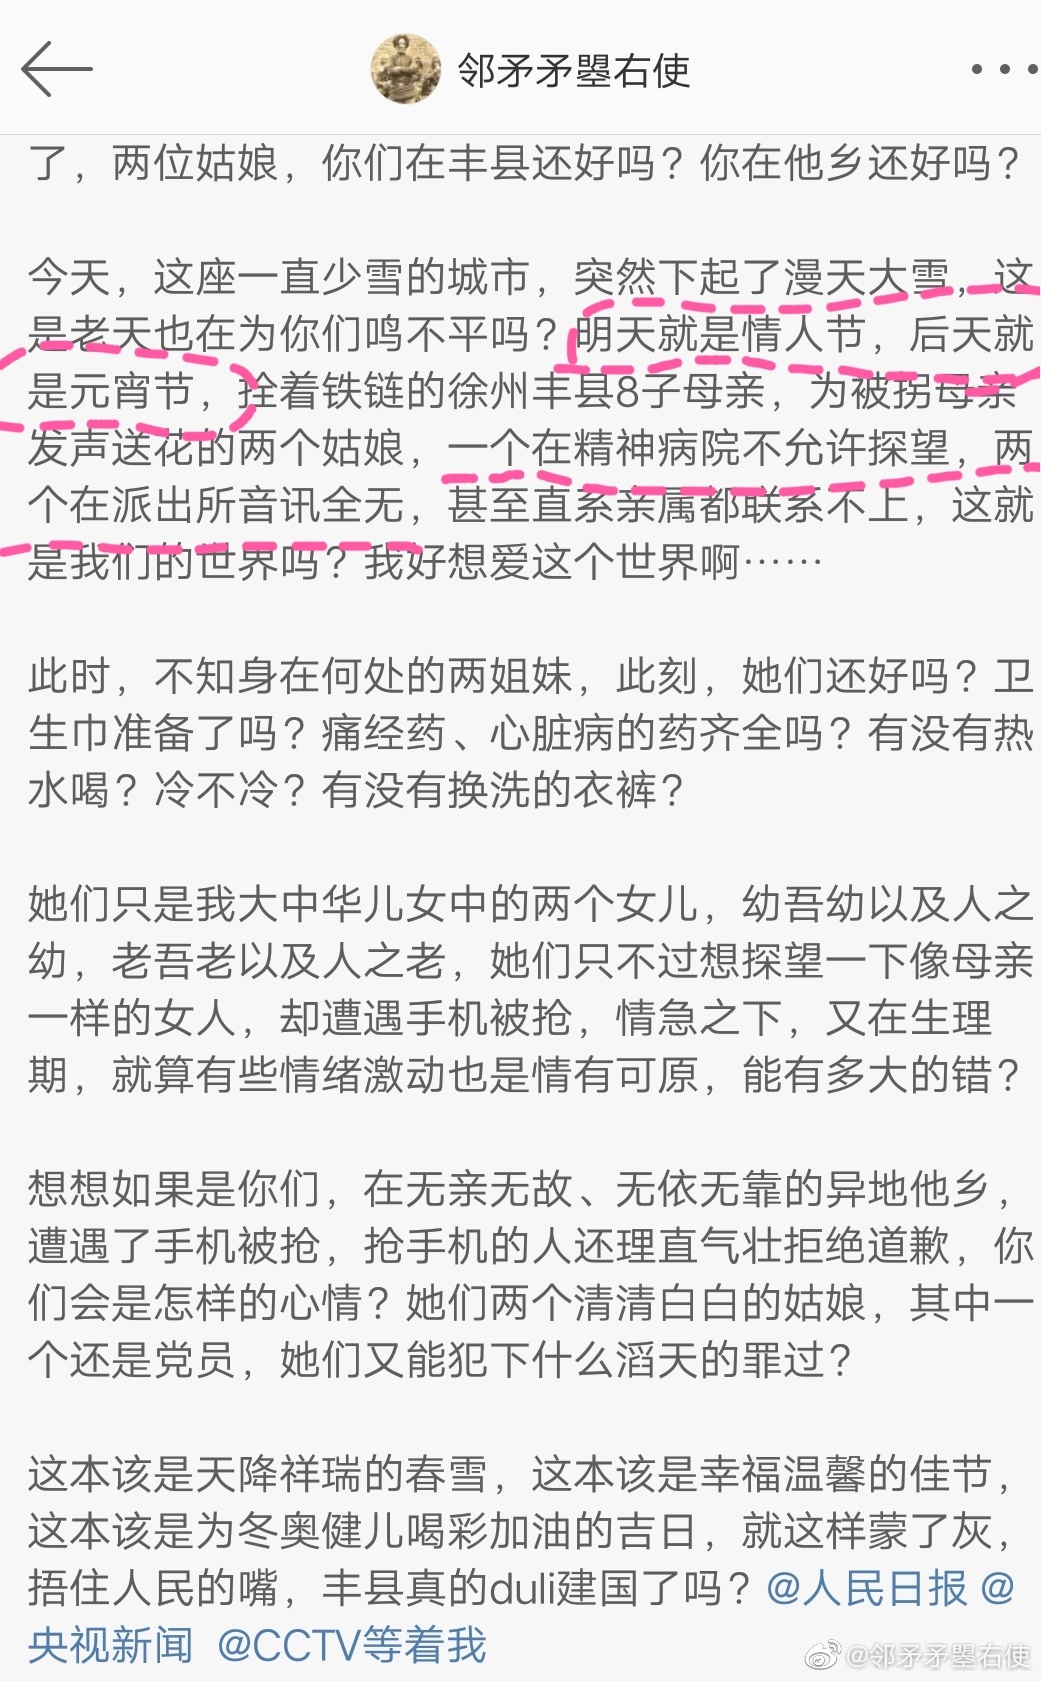 邻矛矛曌右使
了，两位姑娘，你们在丰县还好吗？你在他乡还好吗？
今天，这座一直少雪的城市，突然下起了漫天大雪，这
是老天也在为你们鸣不平吗？明天就是情人节，后天就
是元宵节，拴着铁链的徐州丰县8子母亲，为被拐母亲
发声送花的两个姑娘，一个在精神病院不允许探望，两
个在派出所音讯全无，甚至直系亲属都联系不上，这就
是我们的世界吗？我好想爱这个世界啊……
此时，不知身在何处的两姐妹，此刻，她们还好吗？卫
生巾准备了吗？痛经药、心脏病的药齐全吗？有没有热
水喝？冷不冷？有没有换洗的衣裤？
她们只是我大中华儿女中的两个女儿，幼吾幼以及人之
幼，老吾老以及人之老，她们只不过想探望一下像母亲
一样的女人，却遭遇手机被抢，情急之下，又在生理
期，就算有些情绪激动也是情有可原，能有多大的错？
想想如果是你们，在无亲无故、无依无靠的异地他乡，
遭遇了手机被抢，抢手机的人还理直气壮拒绝道歉，你
们会是怎样的心情？她们两个清清白白的姑娘，其中一
个还是党员，她们又能犯下什么滔天的罪过？
这本该是天降祥瑞的春雪，这本该是幸福温馨的佳节，
这本该是为冬奥健儿喝彩加油的吉日，就这样蒙了灰，
捂住人民的嘴，丰县真的duli建国了吗？@人民日报 @
央视新闻 @CCTV等着我
@邻矛矛曌右使